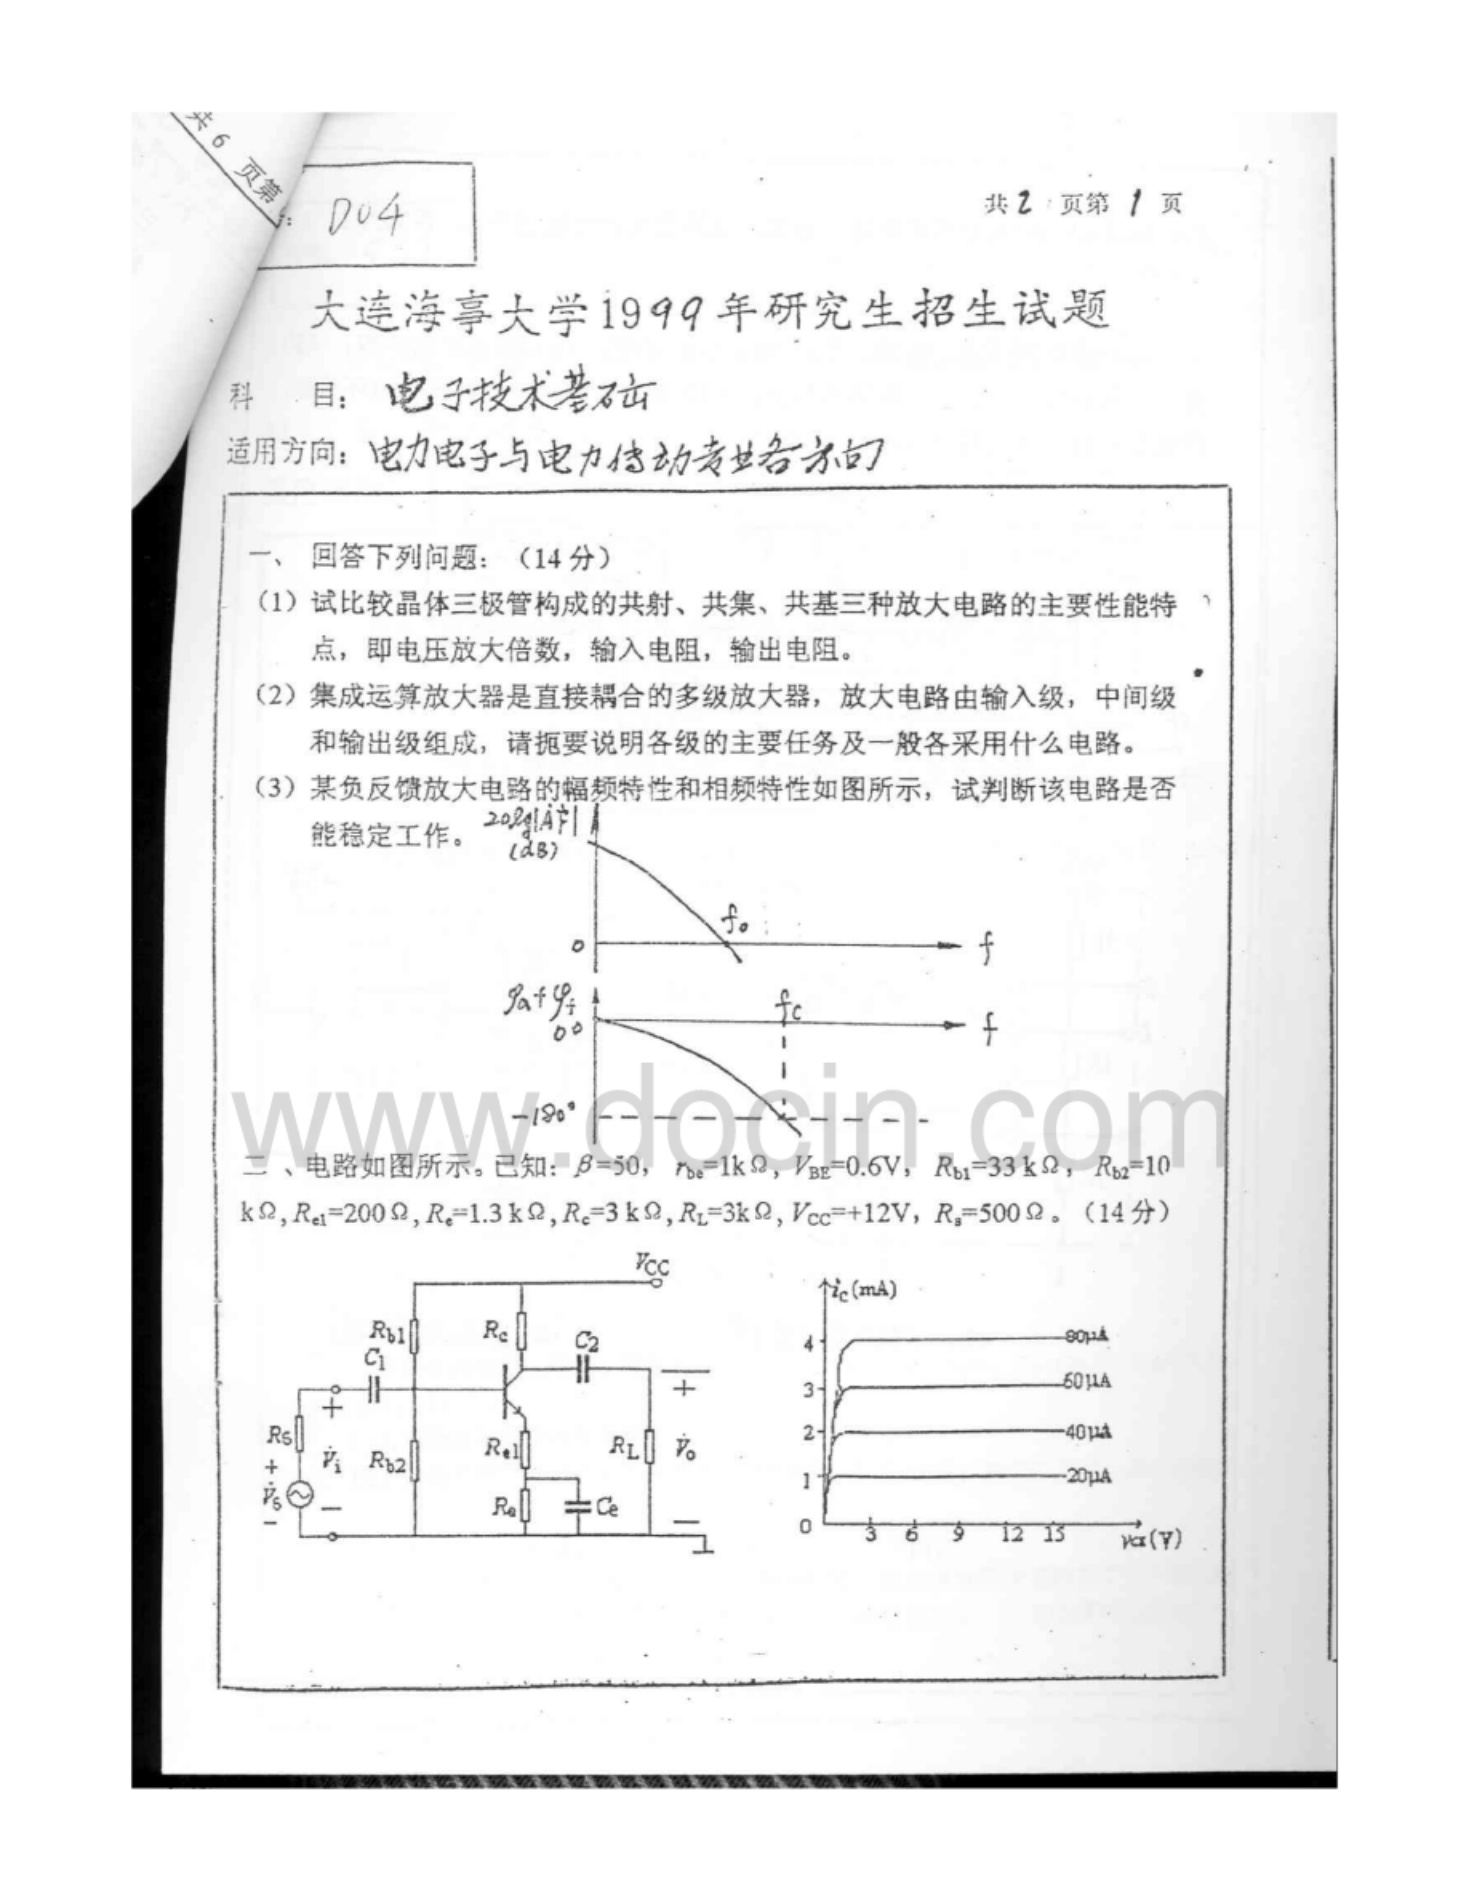 共 6 页第
D04
共 2 页第 1 页
大连海事大学1999年研究生招生试题
科 目: 电子技术基础
适用方向: 电力电子与电力传动专业各方向
一、 回答下列问题:(14分)
(1)试比较晶体三极管构成的共射、共集、共基三种放大电路的主要性能特
点,即电压放大倍数,输入电阻,输出电阻。
(2)集成运算放大器是直接耦合的多级放大器,放大电路由输入级,中间级
和输出级组成,请扼要说明各级的主要任务及一般各采用什么电路。
(3)某负反馈放大电路的幅频特性和相频特性如图所示,试判断该电路是否
能稳定工作。
20lg|ȦḞ|
(dB)
f₀
0
f
φa+φf
0°
fc
f
-180°
www.docin.com
二、电路如图所示。已知:β=50, rbe=1kΩ, VBE=0.6V, Rb1=33kΩ, Rb2=10
kΩ, Re1=200Ω, Re=1.3kΩ, Rc=3kΩ, RL=3kΩ, VCC=+12V, Rs=500Ω。(14分)
VCC
Rb1
Rc
C2
C1
+
+
Rs
V̇i
Rb2
Re1
RL
V̇o
+
V̇s
−
−
Re
Ce
−
iC(mA)
4
80μA
3
60μA
2
40μA
1
20μA
0
3 6 9 12 15
vCE(V)